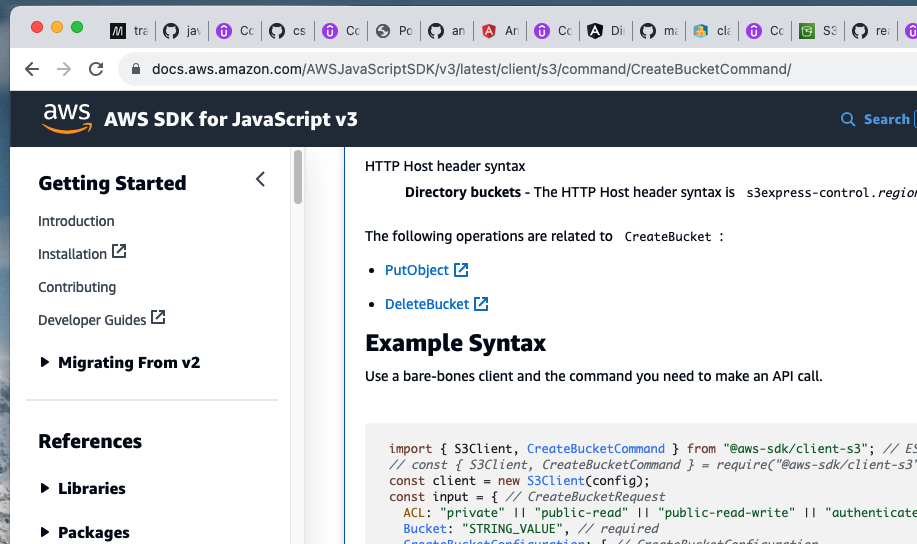 tra
jav
Co
cs
Co
Po
an
An
Co
Di
ma
cla
Co
S3
rea
docs.aws.amazon.com/AWSJavaScriptSDK/v3/latest/client/s3/command/CreateBucketCommand/
aws AWS SDK for JavaScript v3
Search
Getting Started
Introduction
Installation
Contributing
Developer Guides
Migrating From v2
References
Libraries
Packages
HTTP Host header syntax
Directory buckets - The HTTP Host header syntax is s3express-control.region
The following operations are related to CreateBucket :
• PutObject
• DeleteBucket
Example Syntax
Use a bare-bones client and the command you need to make an API call.
import { S3Client, CreateBucketCommand } from "@aws-sdk/client-s3"; // ES
// const { S3Client, CreateBucketCommand } = require("@aws-sdk/client-s3"
const client = new S3Client(config);
const input = { // CreateBucketRequest
ACL: "private" || "public-read" || "public-read-write" || "authenticate
Bucket: "STRING_VALUE", // required
CreateBucketConfiguration: { // CreateBucketConfiguration